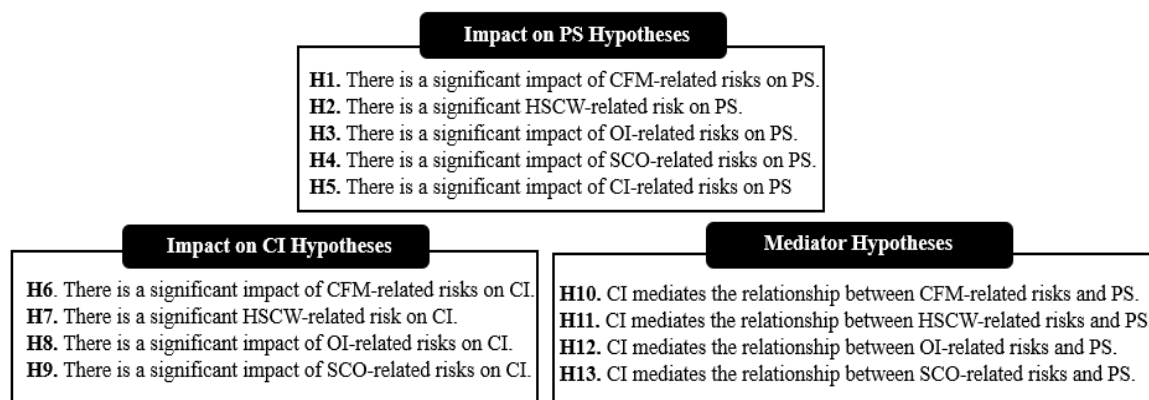 Impact on PS Hypotheses
H1. There is a significant impact of CFM-related risks on PS.
H2. There is significant HSCW-related risk on PS.
H3. There is a significant impact of OI-related risks on PS.
H4. There is a significant impact of SCO-related risks on PS.
H5. There is a significant impact of CI-related risks on PS
Impact on CI Hypotheses
H6. There is a significant impact of CFM-related risks on CI.
H7. There is a significant HSCW-related risk on CI.
H8. There is a significant impact of OI-related risks on CI.
H9. There is a significant impact of SCO-related risks on CI.
Mediator Hypotheses
H10. CI mediates the relationship between CFM-related risks and PS.
H11. CI mediates the relationship between HSCW-related risks and PS
H12. CI mediates the relationship between OI-related risks and PS.
H13. CI mediates the relationship between SCO-related risks and PS.